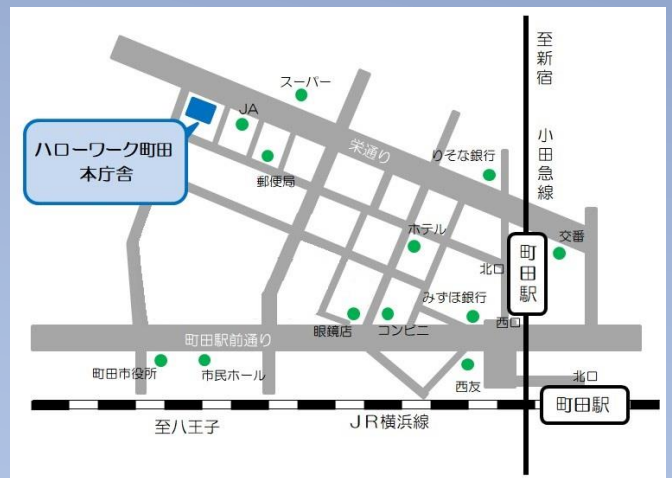 至新宿
小田急線
スーパー
JA
ハローワーク町田
本庁舎
郵便局
栄通り
りそな銀行
ホテル
交番
北口
町田駅
みずほ銀行
西口
眼鏡店
コンビニ
町田駅前通り
町田市役所
市民ホール
西友
北口
町田駅
至八王子
JR横浜線